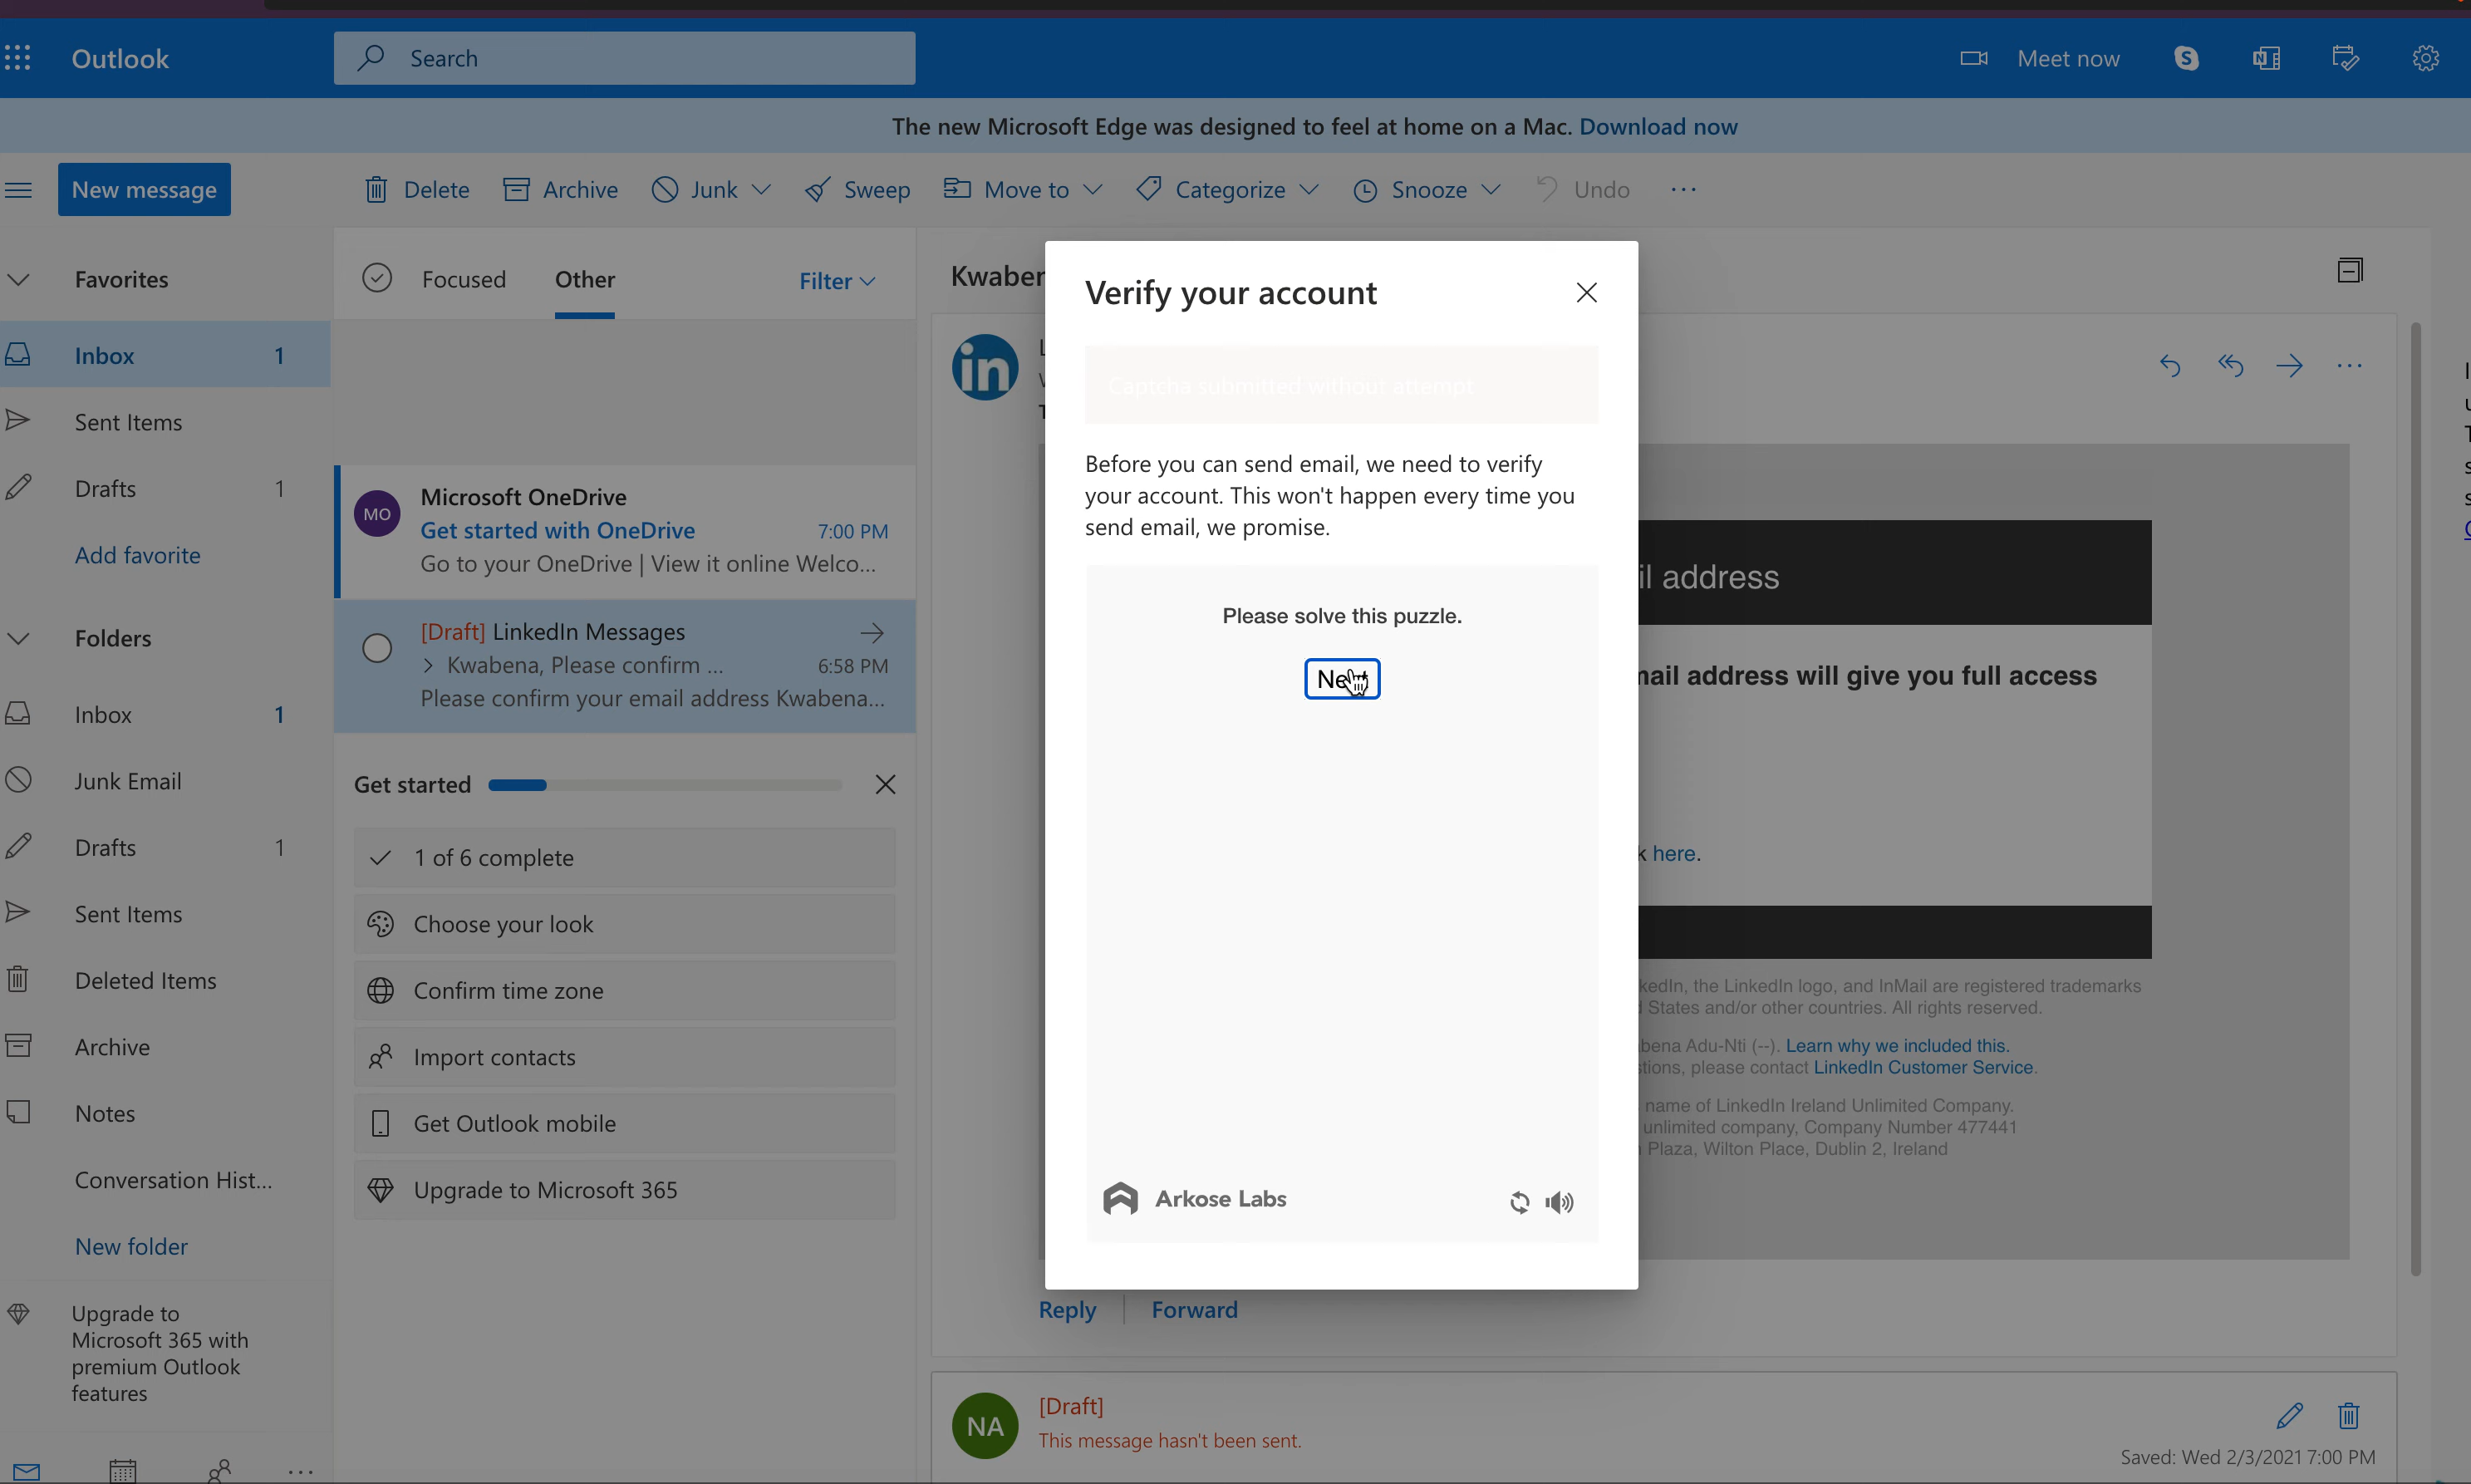 Outlook
Search
Meet now
The new Microsoft Edge was designed to feel at home on a Mac. Download now
New message
Delete
Archive
Junk
Sweep
Move to
Categorize
Snooze
Undo
Favorites
Inbox 1
Sent Items
Drafts 1
Add favorite
Folders
Inbox 1
Junk Email
Drafts 1
Sent Items
Deleted Items
Archive
Notes
Conversation Hist...
New folder
Upgrade to
Microsoft 365 with
premium Outlook
features
Focused
Other
Filter
MO
Microsoft OneDrive
Get started with OneDrive 7:00 PM
Go to your OneDrive | View it online Welco...
[Draft] LinkedIn Messages
Kwabena, Please confirm ... 6:58 PM
Please confirm your email address Kwabena...
Get started
1 of 6 complete
Choose your look
Confirm time zone
Import contacts
Get Outlook mobile
Upgrade to Microsoft 365
in
Verify your account
Captcha submitted without attempt
Before you can send email, we need to verify
your account. This won't happen every time you
send email, we promise.
Please solve this puzzle.
Arkose Labs
address
address will give you full access
here.
the LinkedIn logo, and InMail are registered trademarks
States and/or other countries. All rights reserved.
Adu-Nti (--). Learn why we included this.
please contact LinkedIn Customer Service.
name of LinkedIn Ireland Unlimited Company.
unlimited company, Company Number 477441
Plaza, Wilton Place, Dublin 2, Ireland
Reply
Forward
NA
[Draft]
This message hasn't been sent.
Saved: Wed 2/3/2021 7:00 PM